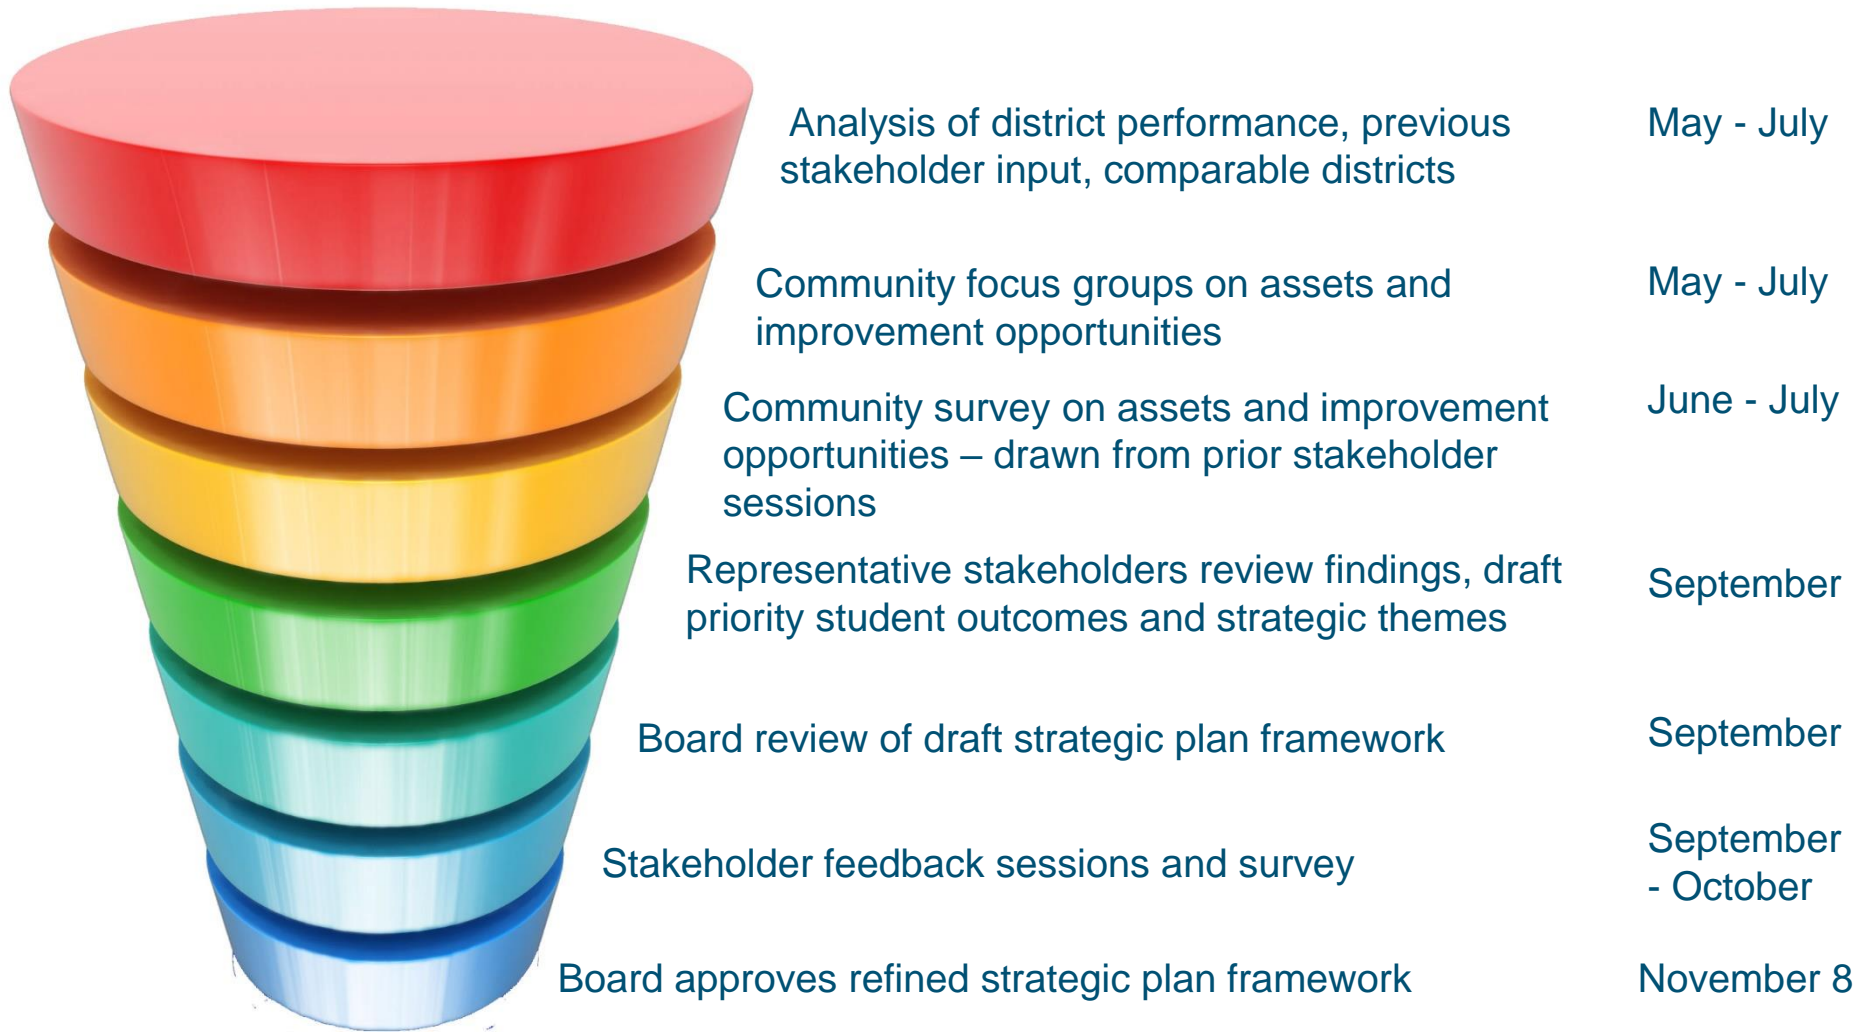 Analysis of district performance, previous
stakeholder input, comparable districts
May - July
Community focus groups on assets and
improvement opportunities
May - July
Community survey on assets and improvement
opportunities – drawn from prior stakeholder
sessions
June - July
Representative stakeholders review findings, draft
priority student outcomes and strategic themes
September
Board review of draft strategic plan framework
September
Stakeholder feedback sessions and survey
September
- October
Board approves refined strategic plan framework
November 8